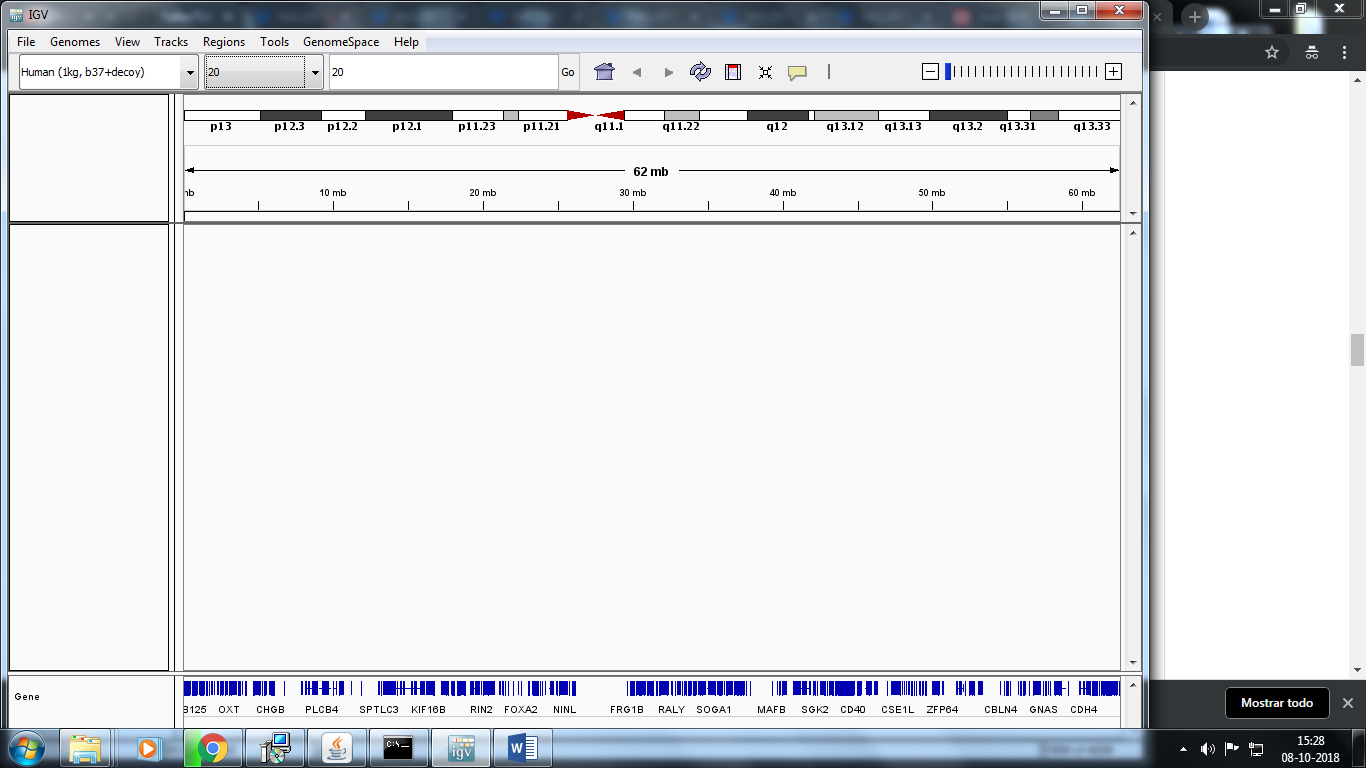 IGV
File Genomes View Tracks Regions Tools GenomeSpace Help
Human (1kg, b37+decoy) 20 20 Go
p13 p12.3 p12.2 p12.1 p11.23 p11.21 q11.1 q11.22 q12 q13.12 q13.13 q13.2 q13.31 q13.33
62 mb
10 mb 20 mb 30 mb 40 mb 50 mb 60 mb
Gene
OXT CHGB PLCB4 SPTLC3 KIF16B RIN2 FOXA2 NINL FRG1B RALY SOGA1 MAFB SGK2 CD40 CSE1L ZFP64 CBLN4 GNAS CDH4
Mostrar todo
igv
15:28
08-10-2018